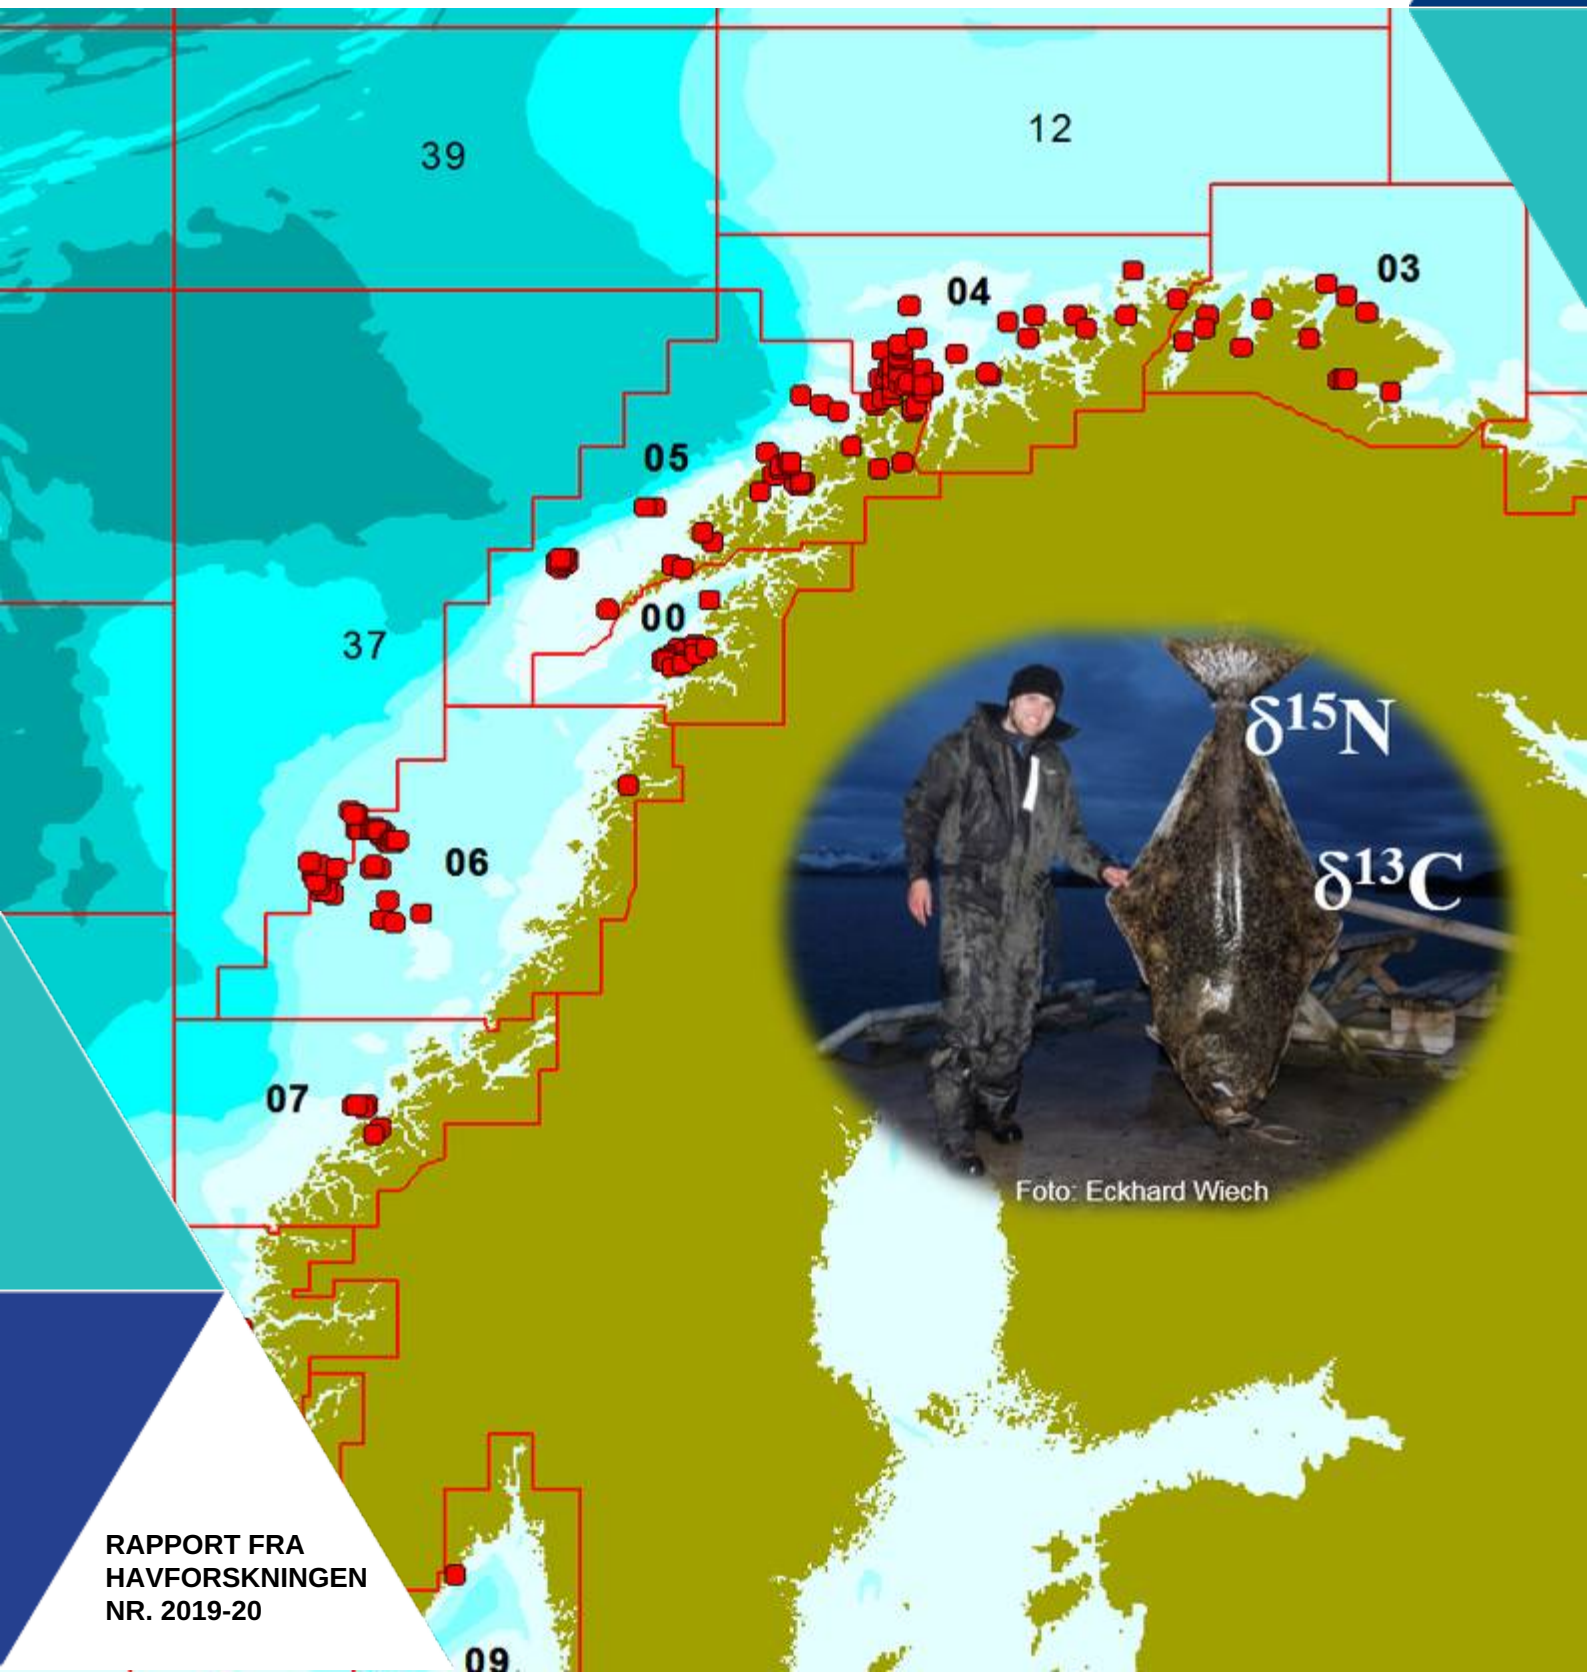 12
39
03
04
05
00
37
δ15N
δ13C
06
07
Foto: Eckhard Wiech
RAPPORT FRA
HAVFORSKNINGEN
NR. 2019-20
09